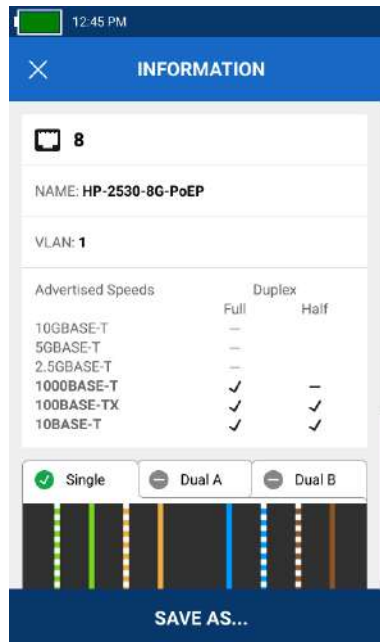 12:45 PM
INFORMATION
8
NAME: HP-2530-8G-PoEP
VLAN: 1
Advertised Speeds Duplex
Full Half
10GBASE-T —
5GBASE-T —
2.5GBASE-T —
1000BASE-T ✓ —
100BASE-TX ✓ ✓
10BASE-T ✓ ✓
Single Dual A Dual B
SAVE AS...